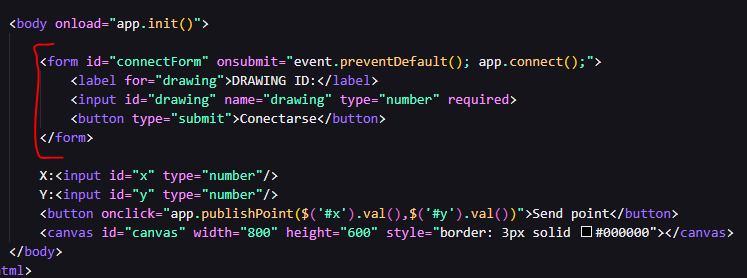 <body onload="app.init()">
<form id="connectForm" onsubmit="event.preventDefault(); app.connect();">
<label for="drawing">DRAWING ID:</label>
<input id="drawing" name="drawing" type="number" required>
<button type="submit">Conectarse</button>
</form>
X:<input id="x" type="number"/>
Y:<input id="y" type="number"/>
<button onclick="app.publishPoint($('#x').val(),$('#y').val())">Send point</button>
<canvas id="canvas" width="800" height="600" style="border: 3px solid #000000"></canvas>
</body>
html>